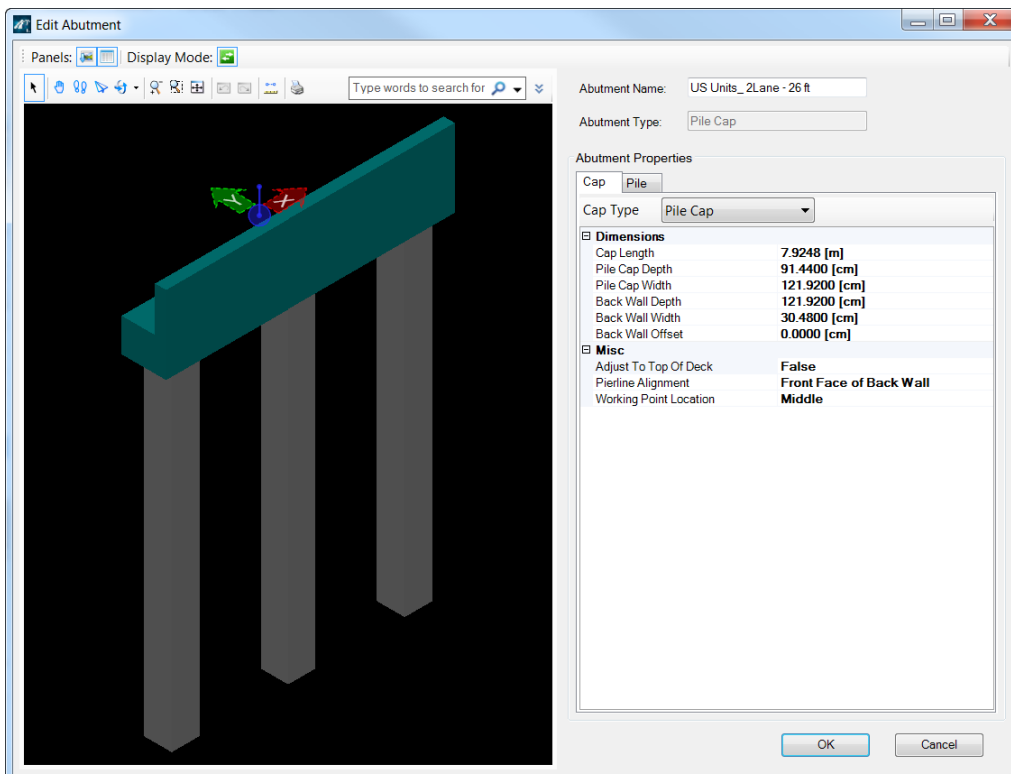 Edit Abutment
Panels: Display Mode:
Type words to search for
Y X
Abutment Name: US Units_ 2Lane - 26 ft
Abutment Type: Pile Cap
Abutment Properties
Cap Pile
Cap Type Pile Cap
Dimensions
Cap Length 7.9248 [m]
Pile Cap Depth 91.4400 [cm]
Pile Cap Width 121.9200 [cm]
Back Wall Depth 121.9200 [cm]
Back Wall Width 30.4800 [cm]
Back Wall Offset 0.0000 [cm]
Misc
Adjust To Top Of Deck False
Pierline Alignment Front Face of Back Wall
Working Point Location Middle
OK Cancel